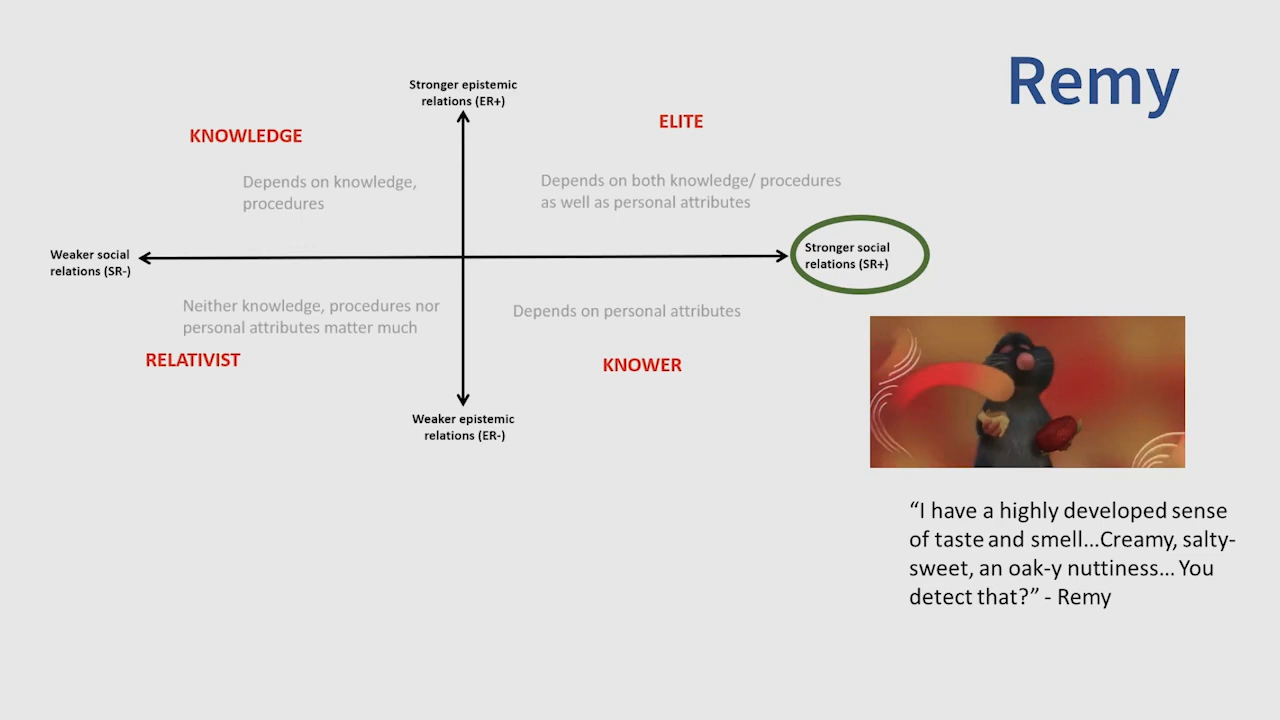 Remy
Stronger epistemic
relations (ER+)
KNOWLEDGE
ELITE
Depends on knowledge,
procedures
Depends on both knowledge/ procedures
as well as personal attributes
Weaker social
relations (SR-)
Stronger social
relations (SR+)
Neither knowledge, procedures nor
personal attributes matter much
Depends on personal attributes
RELATIVIST
KNOWER
Weaker epistemic
relations (ER-)
“I have a highly developed sense
of taste and smell...Creamy, salty-
sweet, an oak-y nuttiness... You
detect that?” - Remy